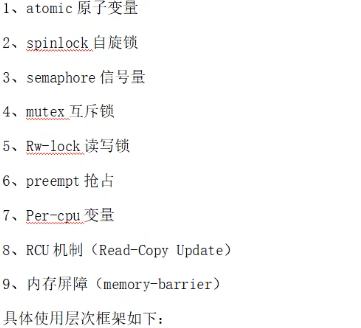 1、atomic 原子变量
2、spinlock 自旋锁
3、semaphore 信号量
4、mutex 互斥锁
5、Rw-lock 读写锁
6、preempt 抢占
7、Per-cpu 变量
8、RCU 机制（Read-Copy Update）
9、内存屏障（memory-barrier）
具体使用层次框架如下：